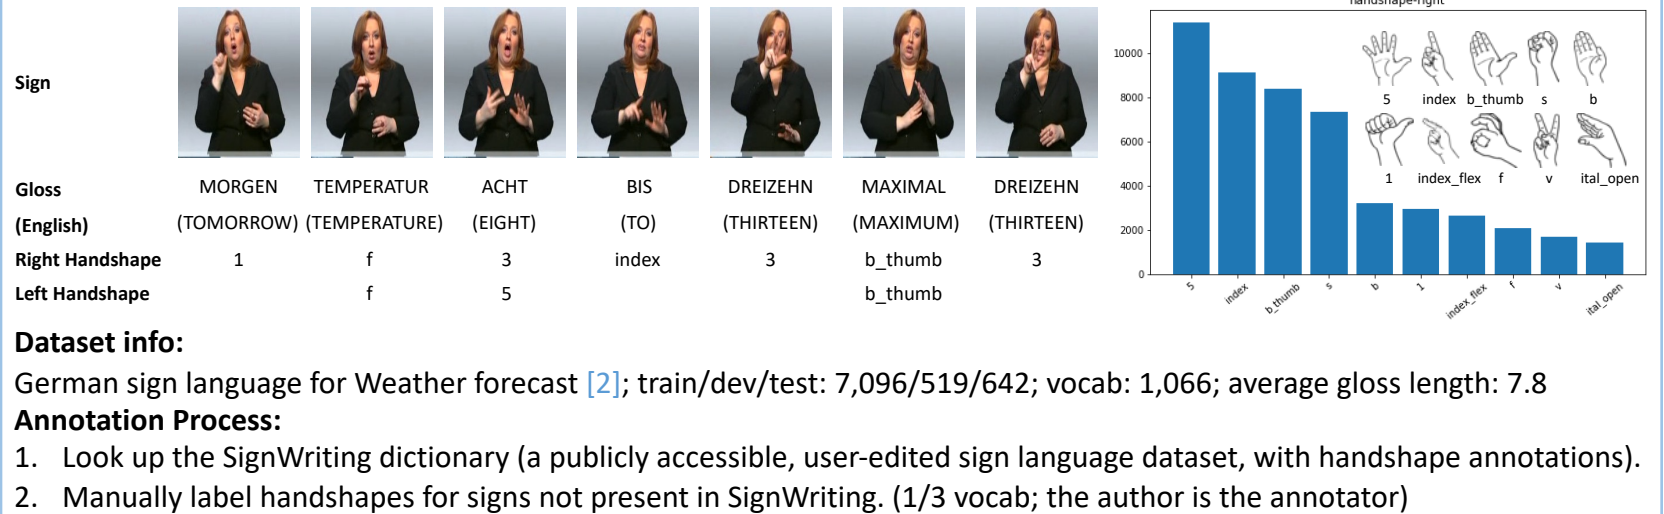 Sign
Gloss MORGEN TEMPERATUR ACHT BIS DREIZEHN MAXIMAL DREIZEHN
(English) (TOMORROW) (TEMPERATURE) (EIGHT) (TO) (THIRTEEN) (MAXIMUM) (THIRTEEN)
Right Handshape 1 f 3 index 3 b_thumb 3
Left Handshape f 5 b_thumb
handshape-right
10000
8000
6000
4000
2000
0
5 index b_thumb s b
1 index_flex f v ital_open
5 index b_thumb s b 1 index_flex f v ital_open
Dataset info:
German sign language for Weather forecast [2]; train/dev/test: 7,096/519/642; vocab: 1,066; average gloss length: 7.8
Annotation Process:
1. Look up the SignWriting dictionary (a publicly accessible, user-edited sign language dataset, with handshape annotations).
2. Manually label handshapes for signs not present in SignWriting. (1/3 vocab; the author is the annotator)